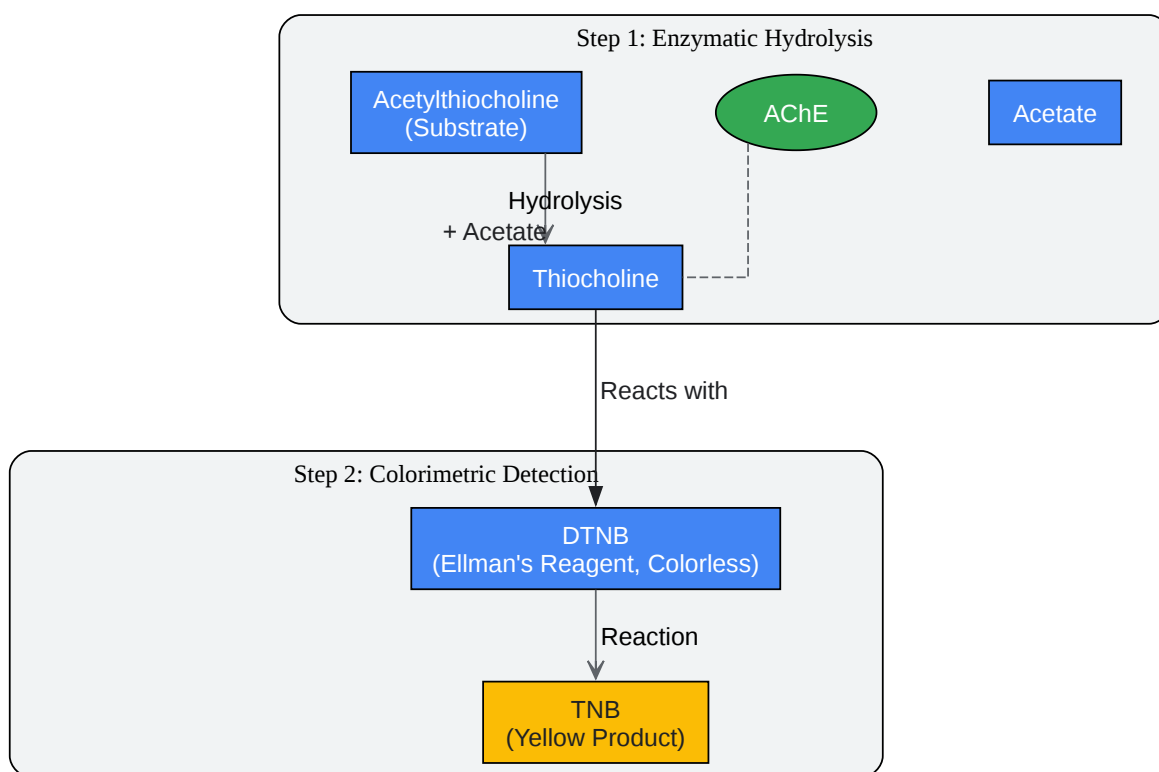 Step 1: Enzymatic Hydrolysis
Acetylthiocholine
(Substrate)
AChE
Acetate
Hydrolysis
+ Acetate
Thiocholine
Reacts with
Step 2: Colorimetric Detection
DTNB
(Ellman's Reagent, Colorless)
Reaction
TNB
(Yellow Product)